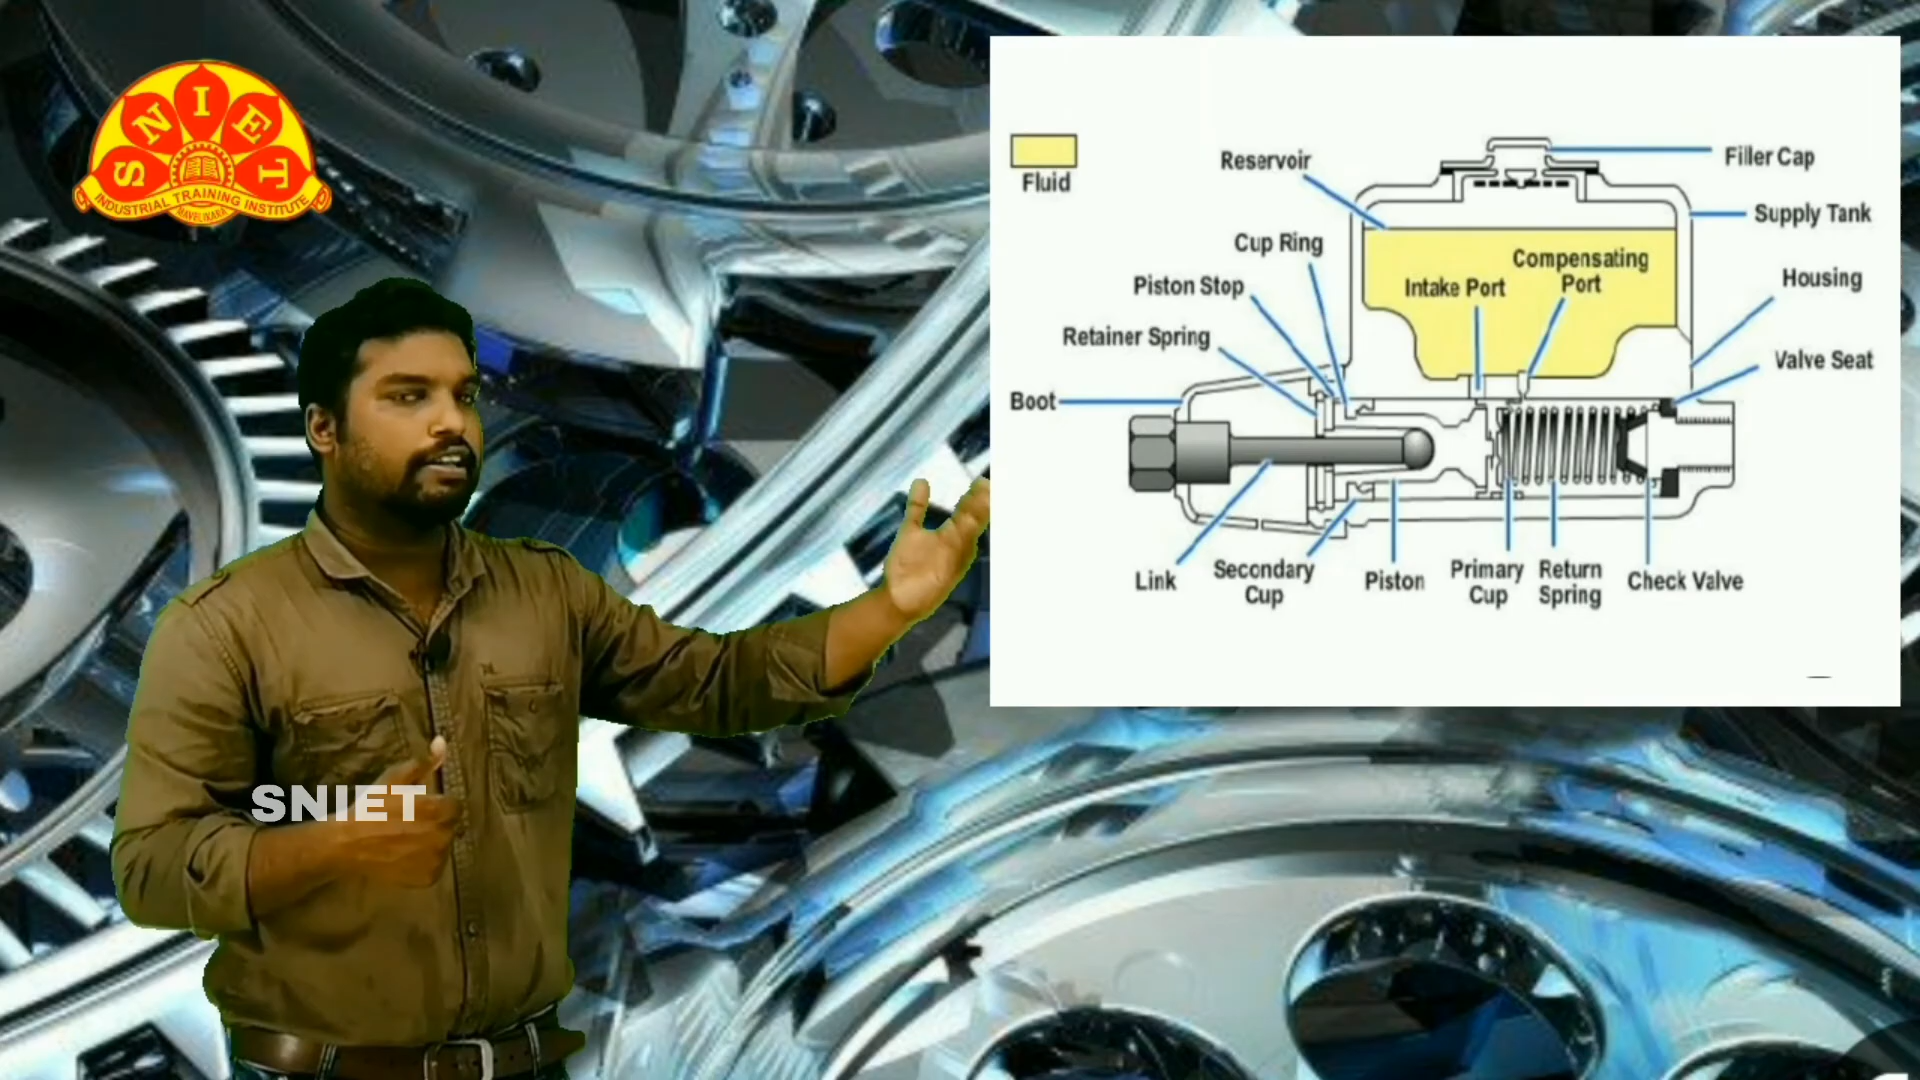 SNIET
INDUSTRIAL TRAINING INSTITUTE
MAVELIKARA
SNIET
Fluid
Reservoir
Filler Cap
Supply Tank
Cup Ring
Compensating
Port
Intake Port
Housing
Piston Stop
Retainer Spring
Valve Seat
Boot
Link
Secondary
Cup
Piston
Primary
Cup
Return
Spring
Check Valve